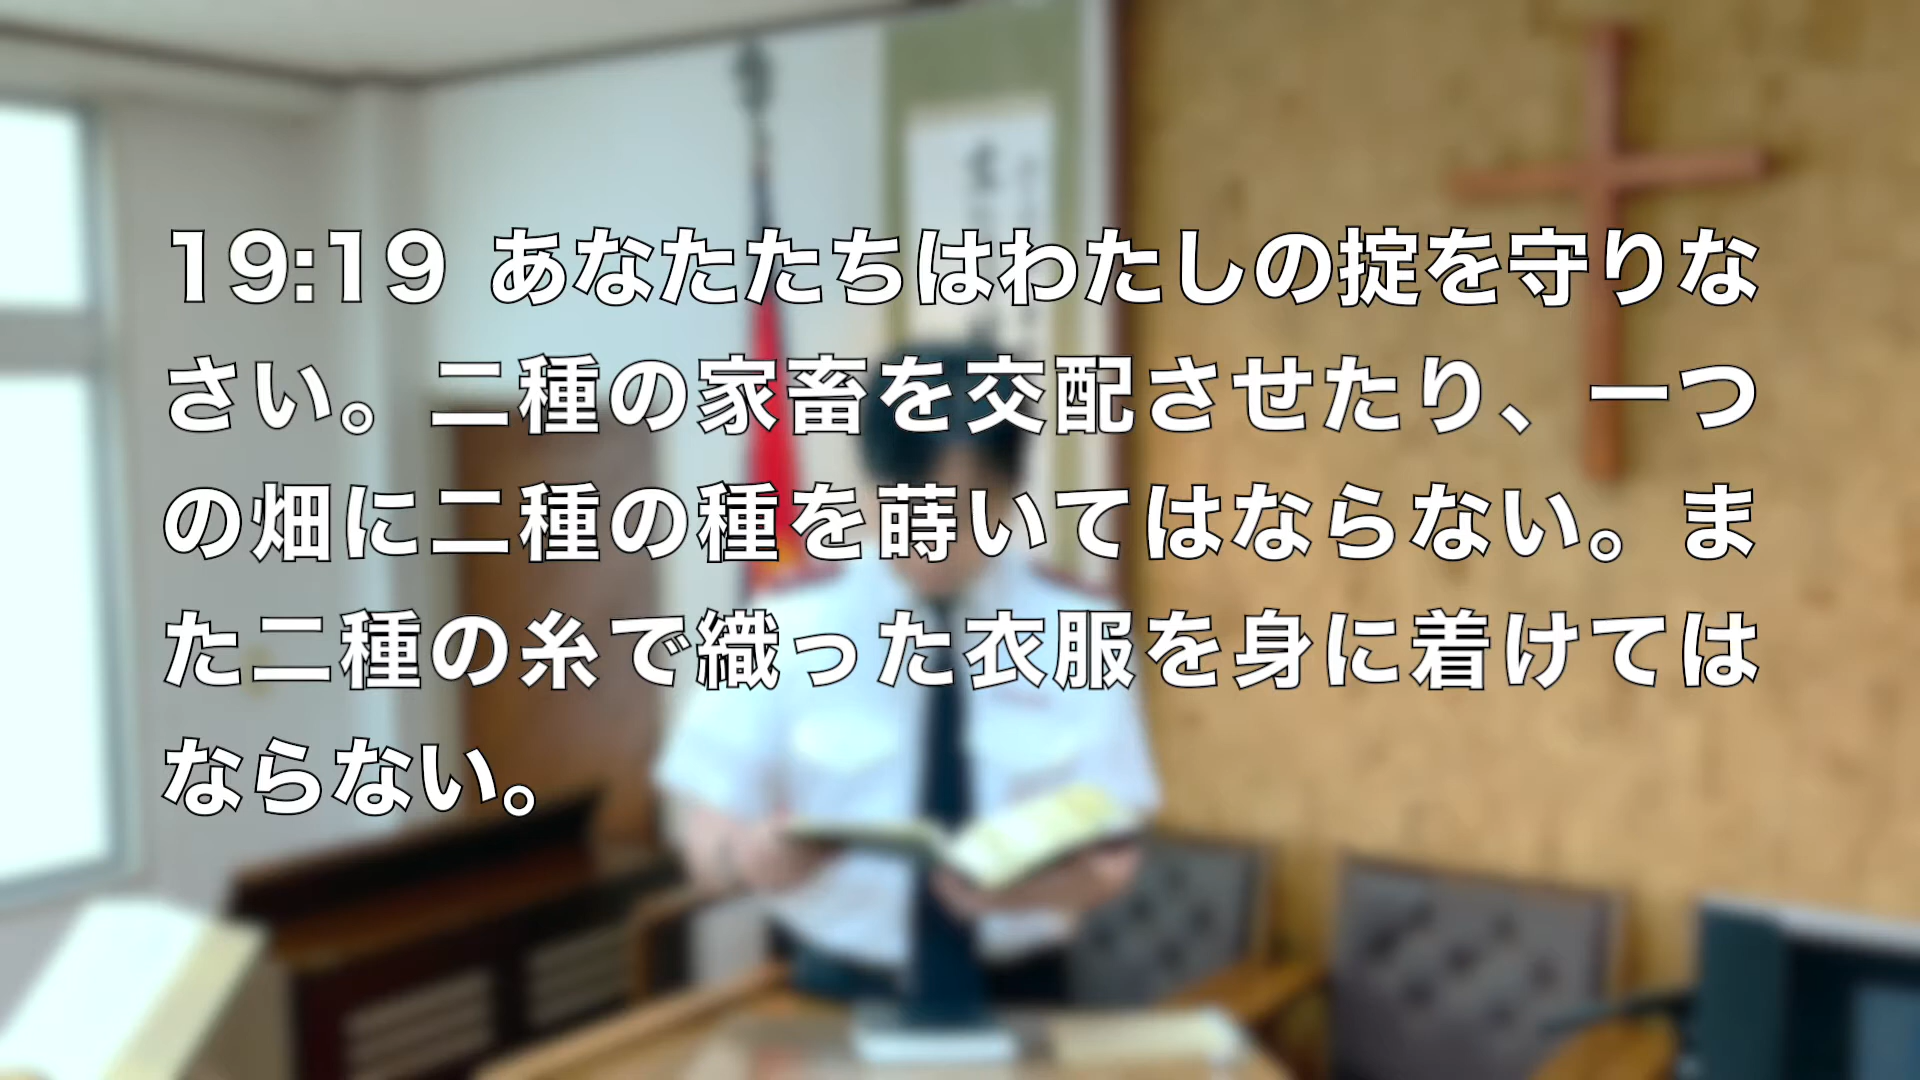 19:19 あなたたちはわたしの掟を守りな
さい。二種の家畜を交配させたり、一つ
の畑に二種の種を蒔いてはならない。ま
た二種の糸で織った衣服を身に着けては
ならない。